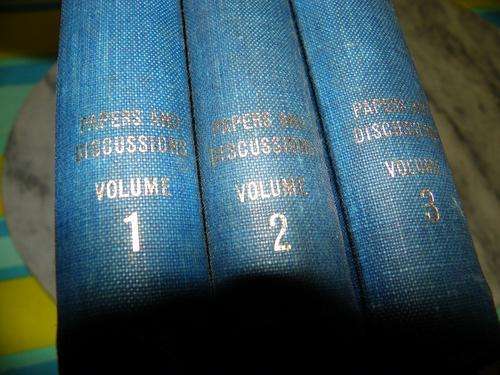 PAPERS AND
DISCUSSIONS
VOLUME
1
PAPERS AND
DISCUSSIONS
VOLUME
2
PAPERS AND
DISCUSSIONS
VOLUME
3